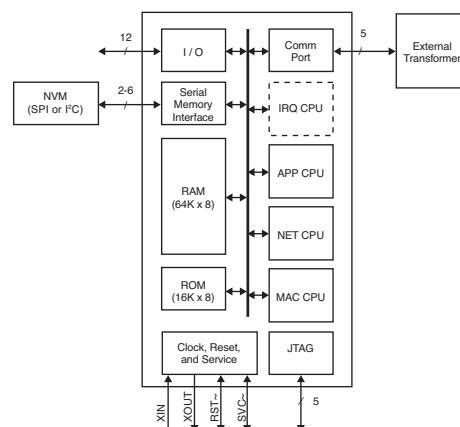 12
I / O
Comm
Port
5
External
Transformer
NVM
(SPI or I²C)
2-6
Serial
Memory
Interface
IRQ CPU
RAM
(64K x 8)
APP CPU
NET CPU
ROM
(16K x 8)
MAC CPU
Clock, Reset,
and Service
JTAG
XIN
XOUT
RST~
SVC~
5